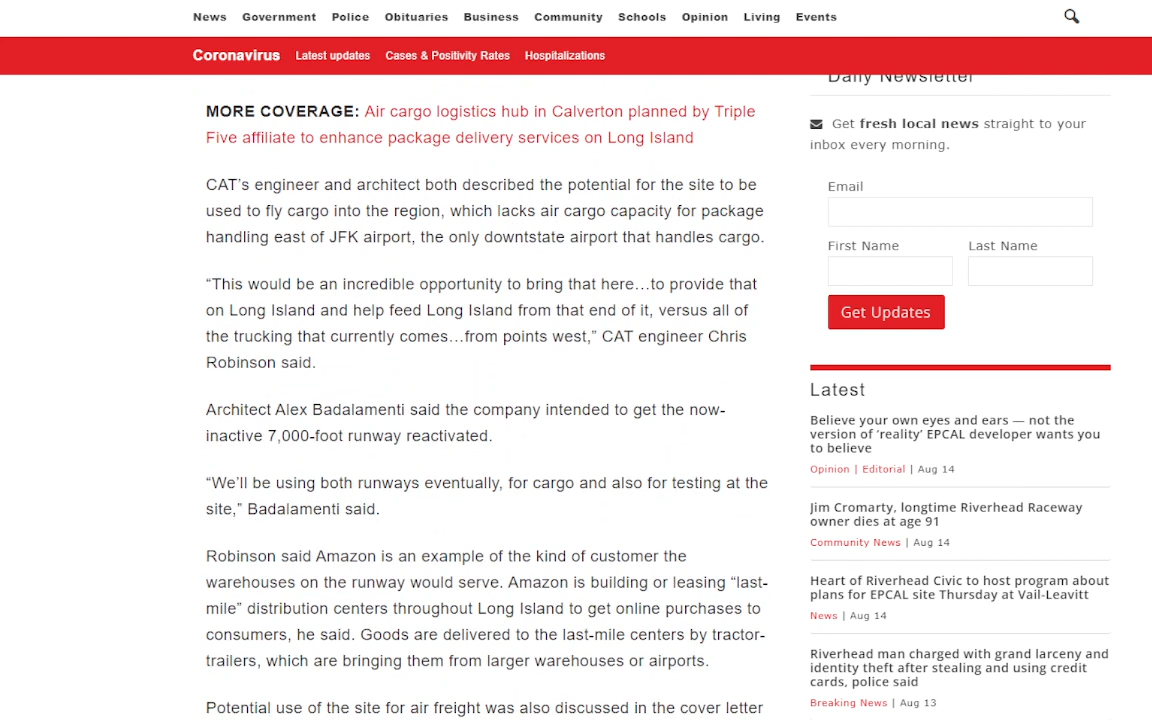 News Government Police Obituaries Business Community Schools Opinion Living Events
Coronavirus Latest updates Cases & Positivity Rates Hospitalizations
MORE COVERAGE: Air cargo logistics hub in Calverton planned by Triple
Five affiliate to enhance package delivery services on Long Island
CAT’s engineer and architect both described the potential for the site to be
used to fly cargo into the region, which lacks air cargo capacity for package
handling east of JFK airport, the only downstate airport that handles cargo.
“This would be an incredible opportunity to bring that here…to provide that
on Long Island and help feed Long Island from that end of it, versus all of
the trucking that currently comes…from points west,” CAT engineer Chris
Robinson said.
Architect Alex Badalamenti said the company intended to get the now-
inactive 7,000-foot runway reactivated.
“We’ll be using both runways eventually, for cargo and also for testing at the
site,” Badalamenti said.
Robinson said Amazon is an example of the kind of customer the
warehouses on the runway would serve. Amazon is building or leasing “last-
mile” distribution centers throughout Long Island to get online purchases to
consumers, he said. Goods are delivered to the last-mile centers by tractor-
trailers, which are bringing them from larger warehouses or airports.
Potential use of the site for air freight was also discussed in the cover letter
Daily Newsletter
Get fresh local news straight to your
inbox every morning.
Email
First Name Last Name
Get Updates
Latest
Believe your own eyes and ears — not the
version of ‘reality’ EPCAL developer wants you
to believe
Opinion | Editorial | Aug 14
Jim Cromarty, longtime Riverhead Raceway
owner dies at age 91
Community News | Aug 14
Heart of Riverhead Civic to host program about
plans for EPCAL site Thursday at Vail-Leavitt
News | Aug 14
Riverhead man charged with grand larceny and
identity theft after stealing and using credit
cards, police said
Breaking News | Aug 13